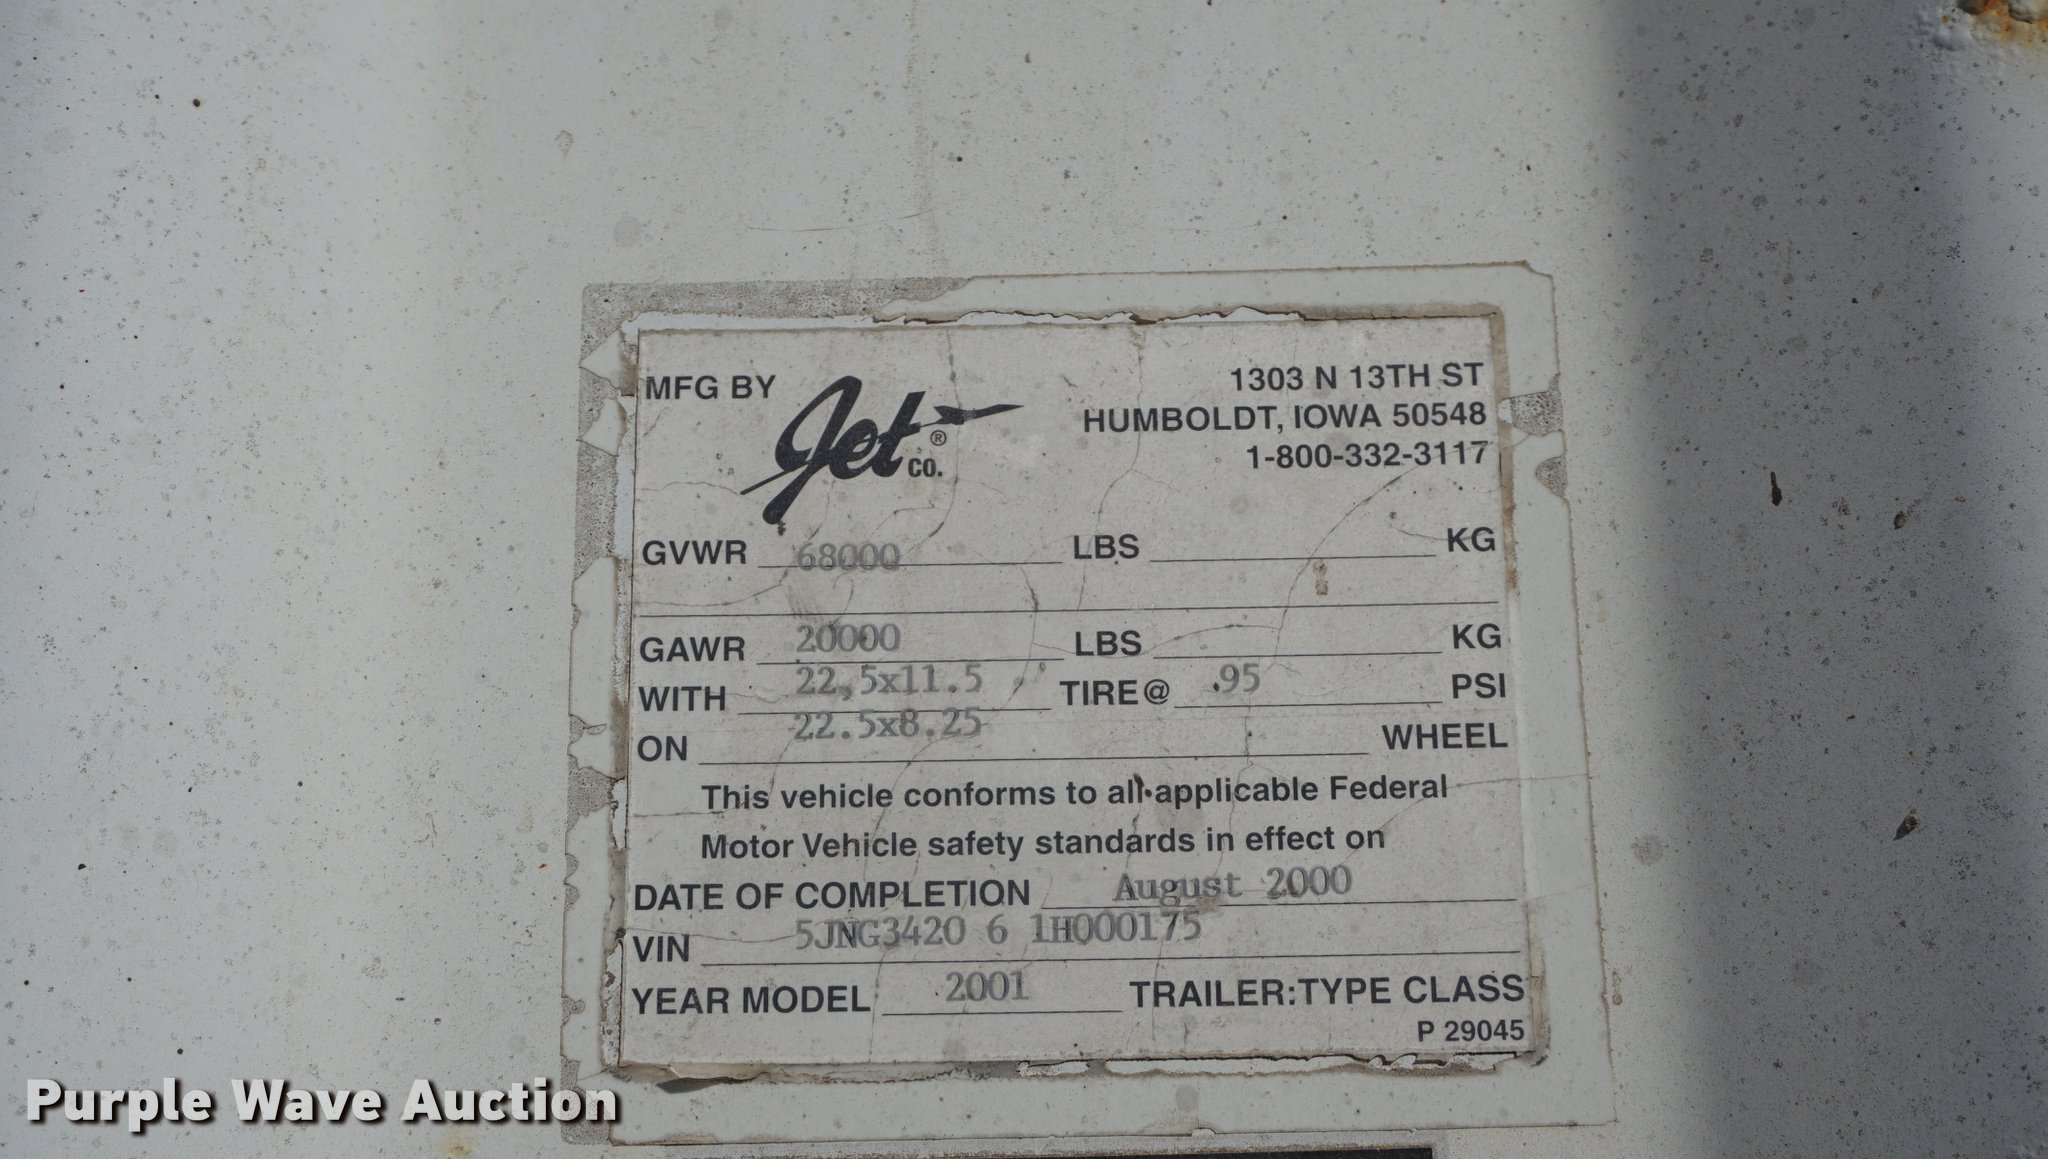 MFG BY Jet® CO.
1303 N 13TH ST
HUMBOLDT, IOWA 50548
1-800-332-3117
GVWR 68000 LBS KG
GAWR 20000 LBS KG
WITH 22,5x11.5 TIRE@ .95 PSI
ON 22.5x8.25 WHEEL
This vehicle conforms to all applicable Federal
Motor Vehicle safety standards in effect on
DATE OF COMPLETION August 2000
VIN 5JNG3420 6 1H000175
YEAR MODEL 2001 TRAILER:TYPE CLASS
P 29045
Purple Wave Auction